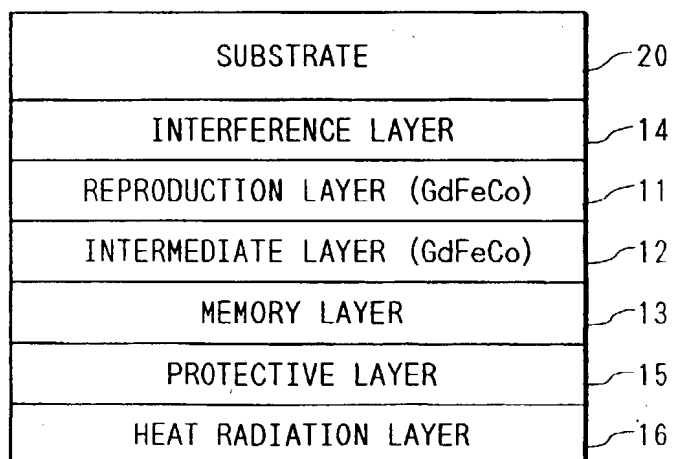 SUBSTRATE 20
INTERFERENCE LAYER 14
REPRODUCTION LAYER (GdFeCo) 11
INTERMEDIATE LAYER (GdFeCo) 12
MEMORY LAYER 13
PROTECTIVE LAYER 15
HEAT RADIATION LAYER 16